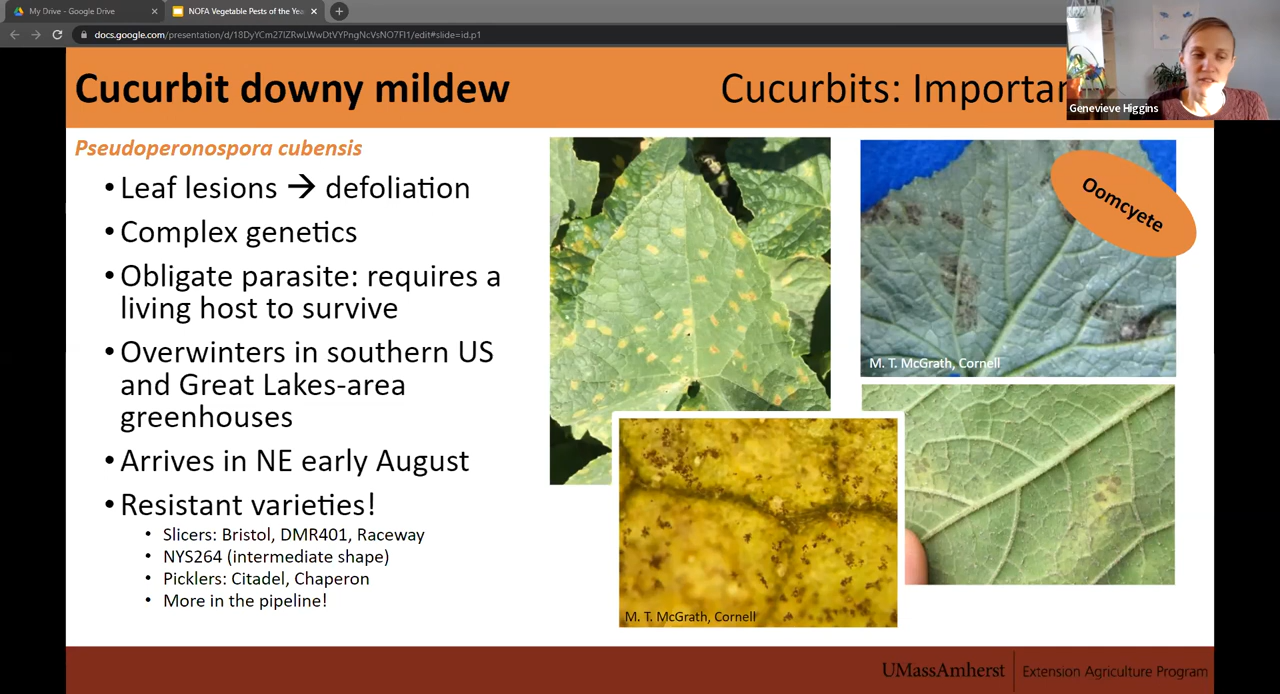 My Drive - Google Drive
NOFA Vegetable Pests of the Yea
docs.google.com/presentation/d/18DyYCm27IZRwLWwDtVYPngNcVsNO7FI1/edit#slide=id.p1
Cucurbit downy mildew
Cucurbits: Importan
Genevieve Higgins
Pseudoperonospora cubensis
• Leaf lesions → defoliation
• Complex genetics
• Obligate parasite: requires a
living host to survive
• Overwinters in southern US
and Great Lakes-area
greenhouses
• Arrives in NE early August
• Resistant varieties!
• Slicers: Bristol, DMR401, Raceway
• NYS264 (intermediate shape)
• Picklers: Citadel, Chaperon
• More in the pipeline!
Oomcyete
M. T. McGrath, Cornell
M. T. McGrath, Cornell
UMassAmherst
Extension Agriculture Program